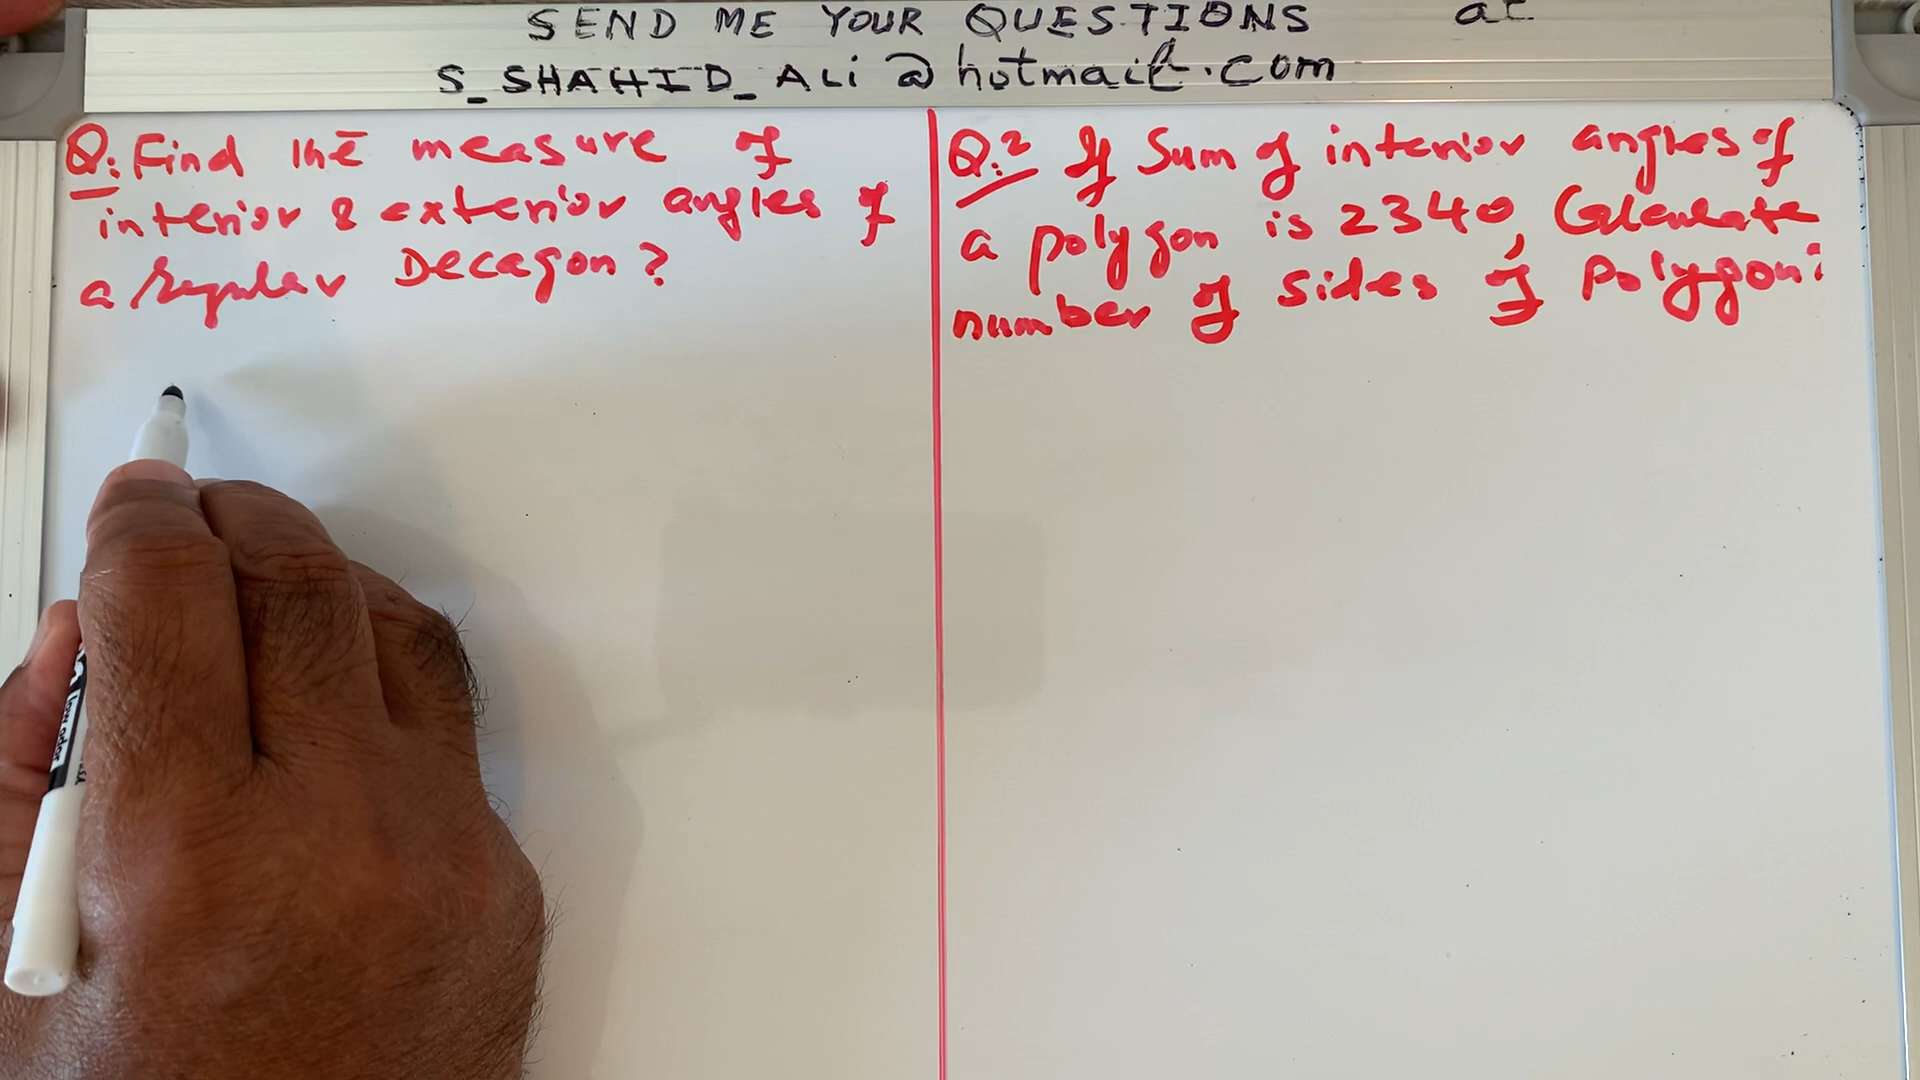 SEND ME YOUR QUESTIONS at
S_SHAHID_ALi@hotmail.com
Q: Find the measure of
interior & exterior angles of
a Regular Decagon?
Q:2 If Sum of interior angles of
a polygon is 2340, Calculate
number of sides of Polygon: